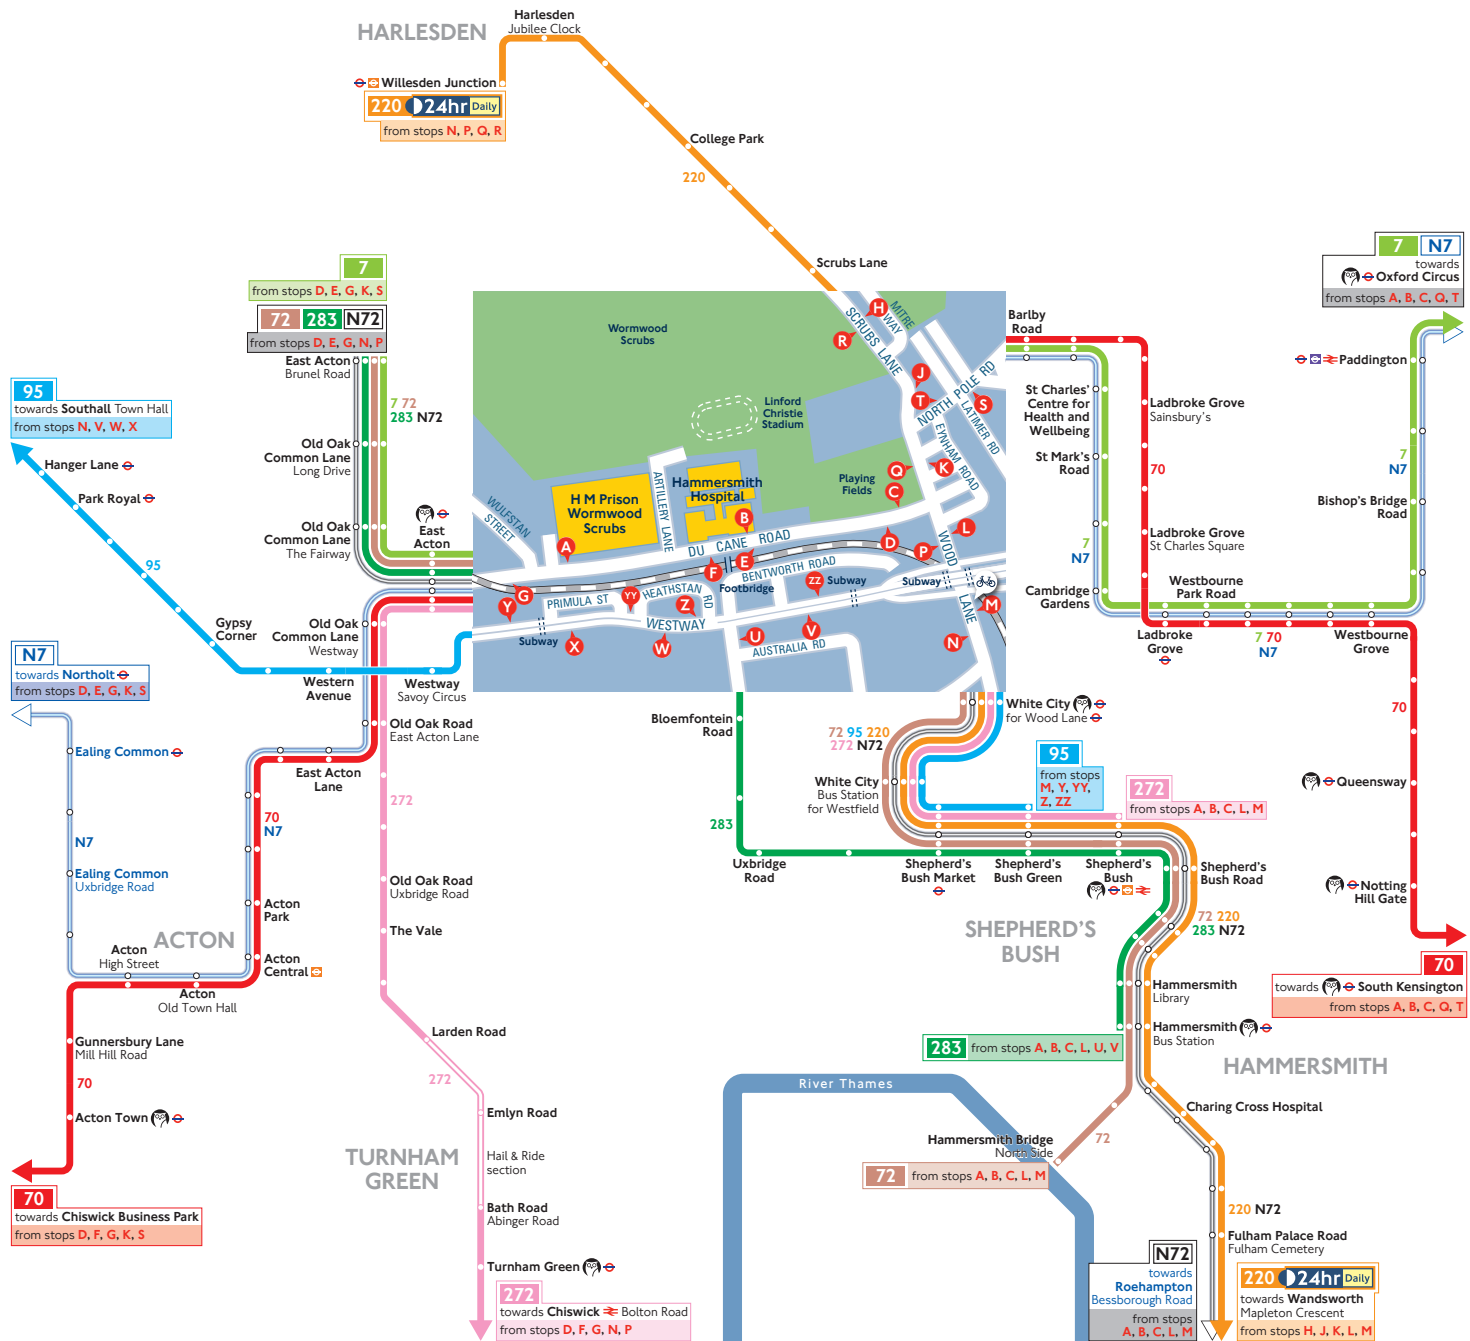 HARLESDEN
Harlesden
Jubilee Clock
Willesden Junction
220 24hr Daily
from stops N, P, Q, R
College Park
220
Scrubs Lane
7
from stops D, E, G, K, S
72 283 N72
from stops D, E, G, N, P
East Acton
Brunel Road
7 72
283 N72
Old Oak
Common Lane
Long Drive
Old Oak
Common Lane
The Fairway
East
Acton
95
towards Southall Town Hall
from stops N, V, W, X
Hanger Lane
Park Royal
95
Gypsy
Corner
Old Oak
Common Lane
Westway
Western
Avenue
Westway
Savoy Circus
N7
towards Northolt
from stops D, E, G, K, S
Ealing Common
N7
Ealing Common
Uxbridge Road
Old Oak Road
East Acton Lane
East Acton
Lane
70
N7
272
Old Oak Road
Uxbridge Road
Acton
Park
The Vale
ACTON
Acton
High Street
Acton
Central
Acton
Old Town Hall
Gunnersbury Lane
Mill Hill Road
70
Acton Town
70
towards Chiswick Business Park
from stops D, F, G, K, S
Larden Road
272
Emlyn Road
Hail & Ride
section
TURNHAM
GREEN
Bath Road
Abinger Road
Turnham Green
272
towards Chiswick Bolton Road
from stops D, F, G, N, P
Wormwood
Scrubs
Linford
Christie
Stadium
Playing
Fields
H M Prison
Wormwood
Scrubs
Hammersmith
Hospital
WULFSTAN
STREET
ARTILLERY LANE
DU CANE ROAD
SCRUBS LANE
MITRE
WAY
NORTH POLE RD
LATIMER RD
EYNHAM ROAD
WOOD
LANE
BENTWORTH ROAD
HEATHSTAN
RD
PRIMULA ST
WESTWAY
AUSTRALIA RD
Footbridge
Subway
Subway
Subway
H
R
J
T
S
Q
K
C
B
L
A
D
P
F
E
G
Y
YY
Z
ZZ
M
X
W
U
V
N
Barlby
Road
St Charles'
Centre for
Health and
Wellbeing
St Mark's
Road
7
N7
Cambridge
Gardens
Ladbroke Grove
Sainsbury's
70
Ladbroke Grove
St Charles Square
Westbourne
Park Road
Ladbroke
Grove
7 70
N7
Westbourne
Grove
7 N7
towards
Oxford Circus
from stops A, B, C, Q, T
Paddington
7
N7
Bishop's Bridge
Road
70
Queensway
Notting
Hill Gate
70
towards South Kensington
from stops A, B, C, Q, T
Bloemfontein
Road
283
Uxbridge
Road
White City
for Wood Lane
72 95 220
272 N72
White City
Bus Station
for Westfield
95
from stops
M, Y, YY,
Z, ZZ
272
from stops A, B, C, L, M
Shepherd's
Bush Market
Shepherd's
Bush Green
Shepherd's
Bush
Shepherd's
Bush Road
SHEPHERD'S
BUSH
72 220
283 N72
Hammersmith
Library
Hammersmith
Bus Station
283 from stops A, B, C, L, U, V
HAMMERSMITH
River Thames
Charing Cross Hospital
Hammersmith Bridge
North Side
72
72 from stops A, B, C, L, M
220 N72
Fulham Palace Road
Fulham Cemetery
N72
towards
Roehampton
Bessborough Road
from stops
A, B, C, L, M
220 24hr Daily
towards Wandsworth
Mapleton Crescent
from stops H, J, K, L, M